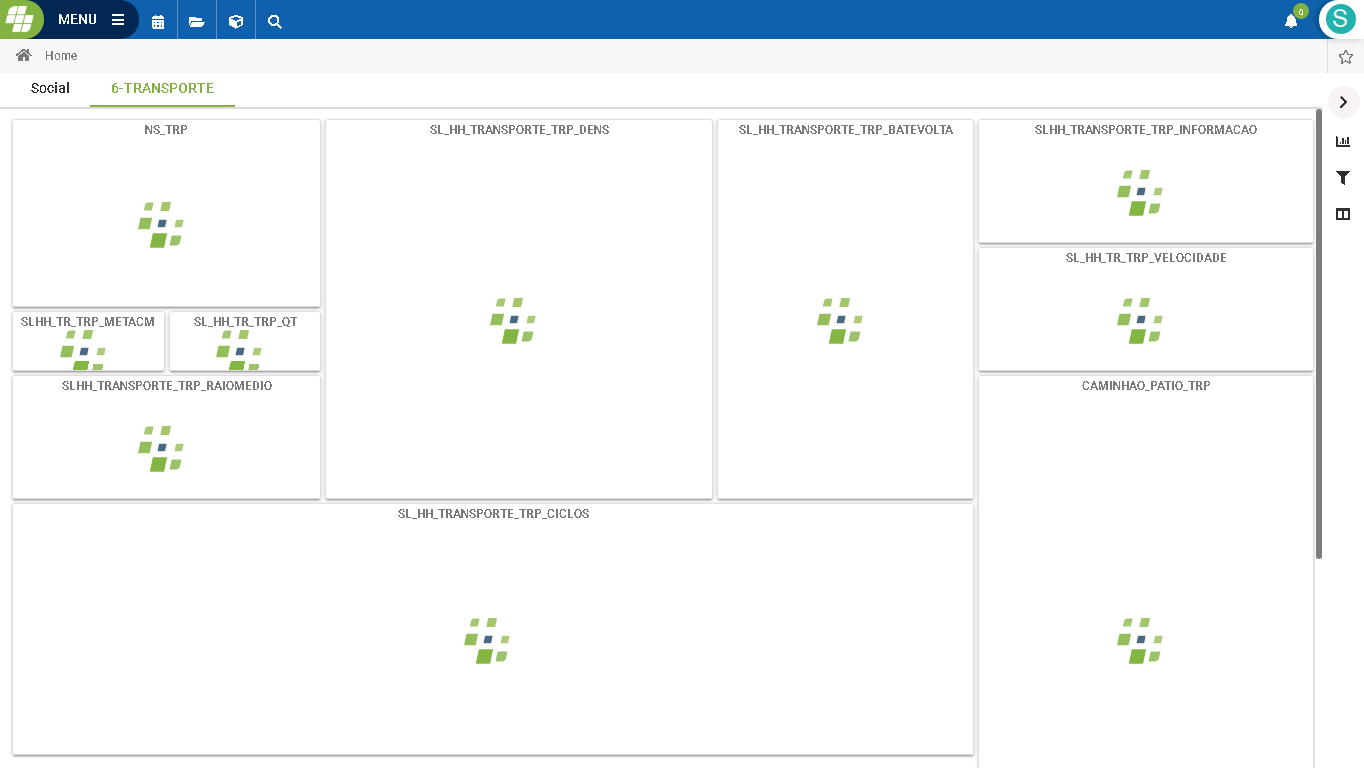 MENU
0
S
Home
Social
6-TRANSPORTE
NS_TRP
SL_HH_TRANSPORTE_TRP_DENS
SL_HH_TRANSPORTE_TRP_BATEVOLTA
SLHH_TRANSPORTE_TRP_INFORMACAO
SL_HH_TR_TRP_VELOCIDADE
SLHH_TR_TRP_METACM
SL_HH_TR_TRP_QT
SLHH_TRANSPORTE_TRP_RAIOMEDIO
CAMINHAO_PATIO_TRP
SL_HH_TRANSPORTE_TRP_CICLOS